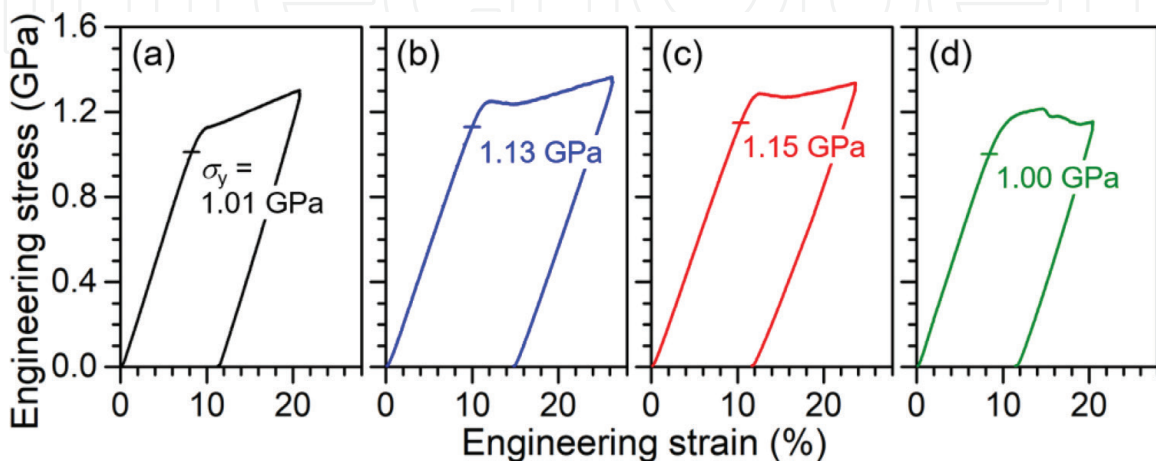 Engineering stress (GPa)
1.6
1.2
0.8
0.4
0.0
(a)
σy =
1.01 GPa
0
10
20
(b)
1.13 GPa
0
10
20
(c)
1.15 GPa
0
10
20
(d)
1.00 GPa
0
10
20
Engineering strain (%)